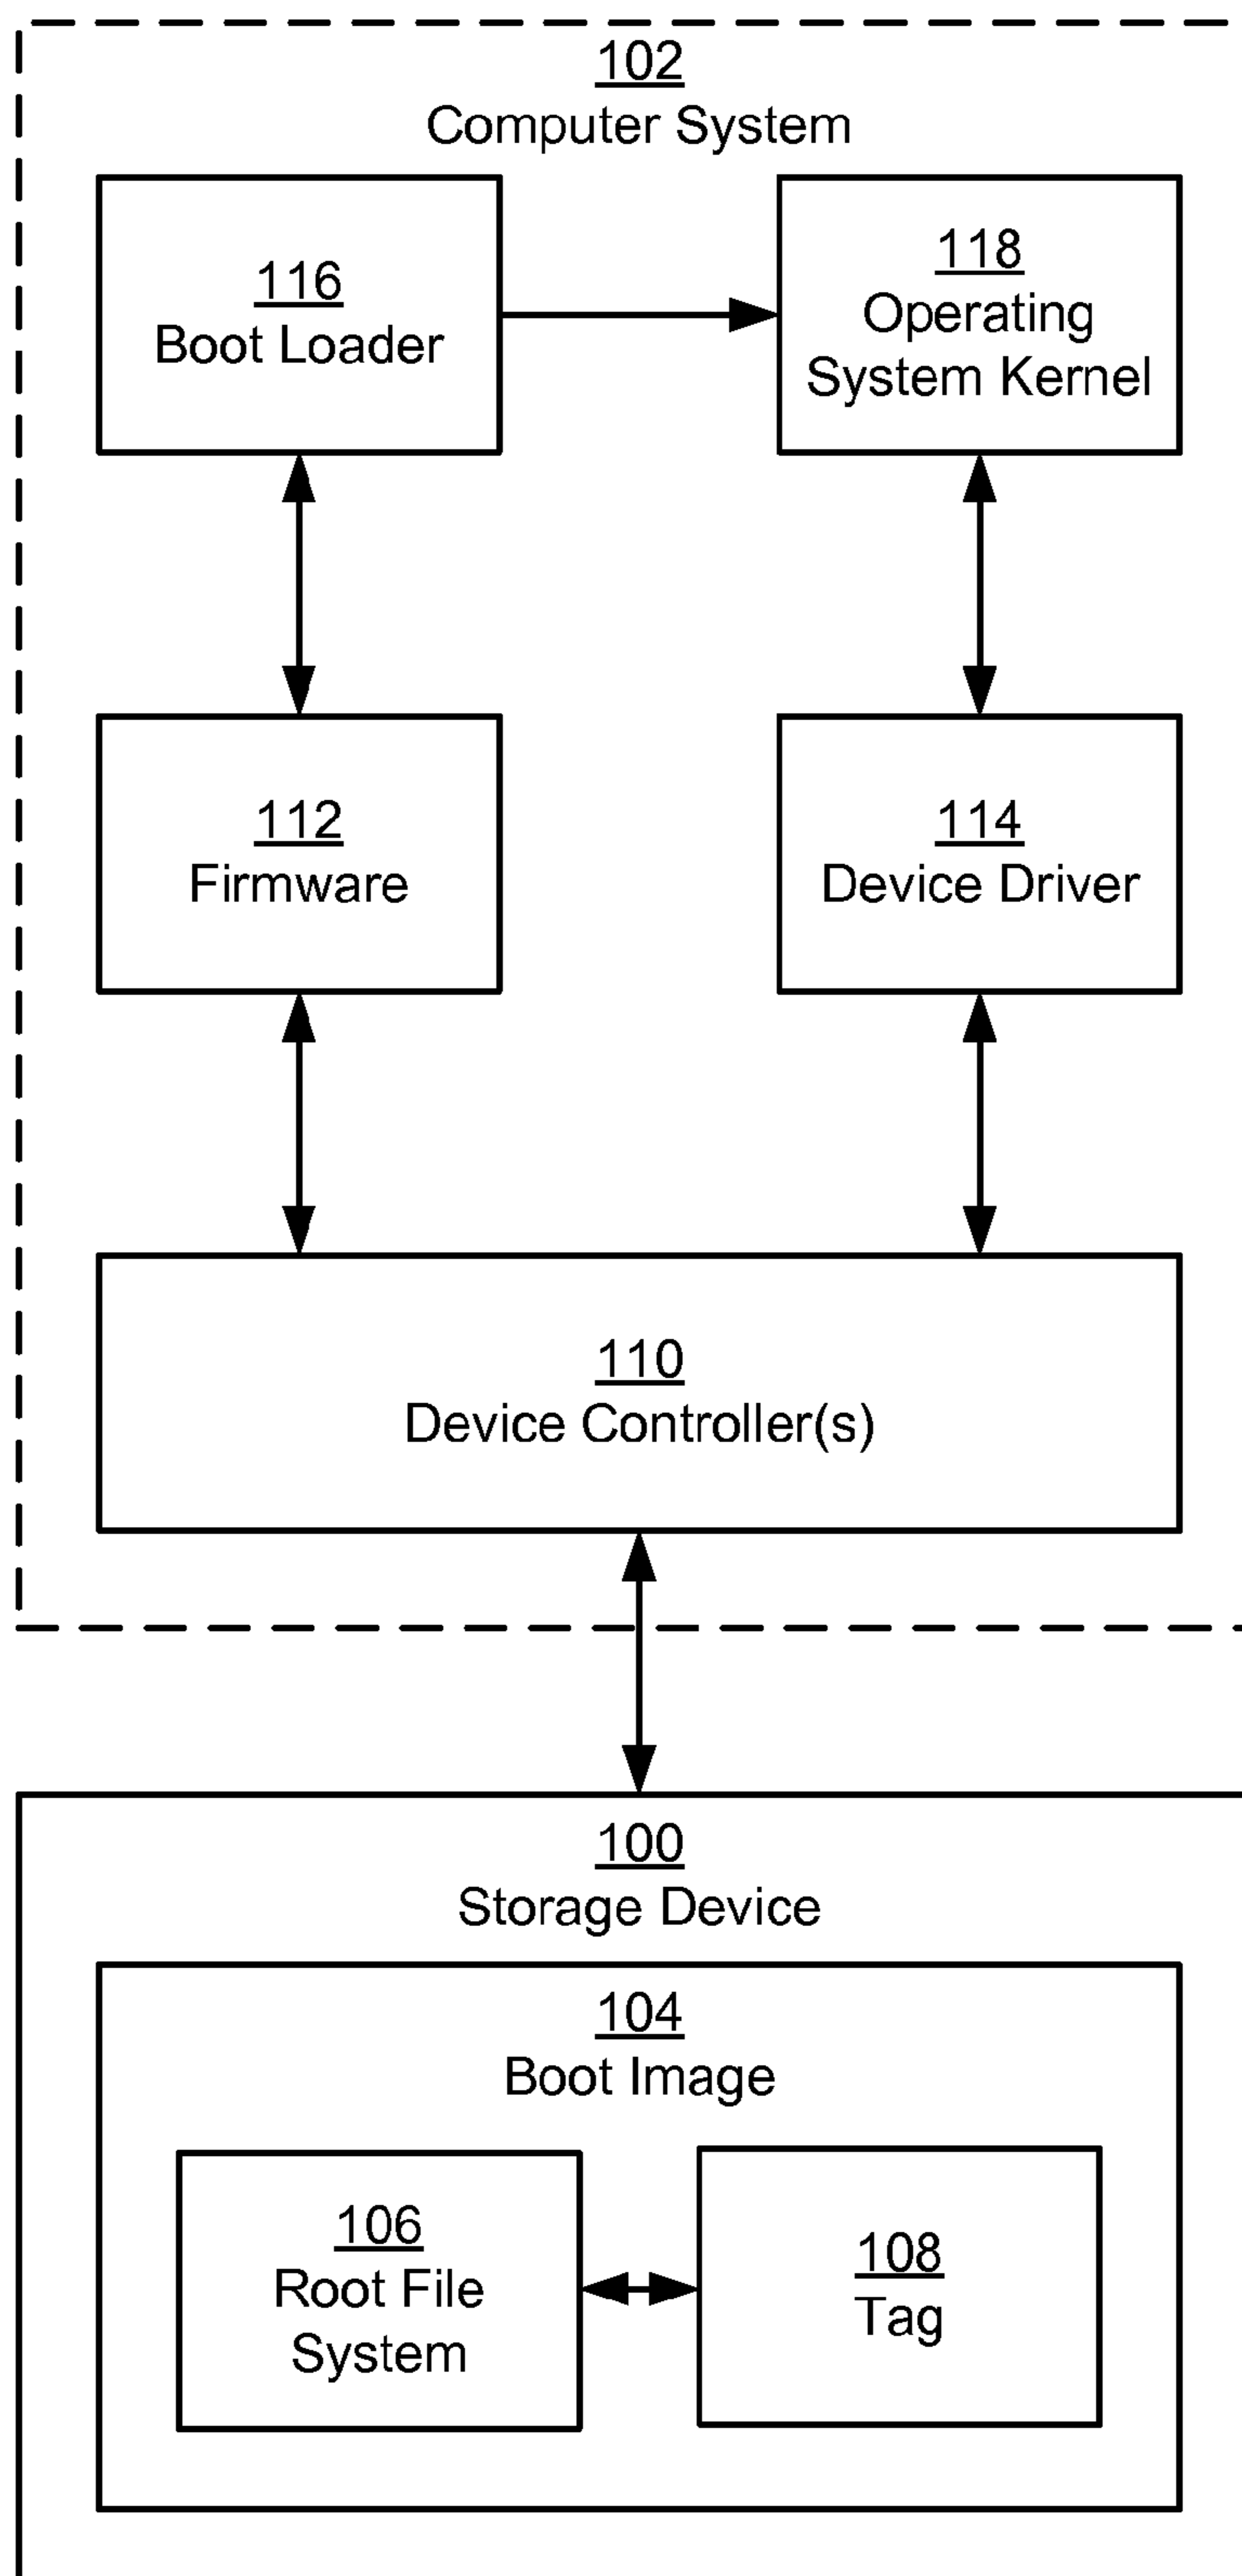 102
Computer System
116
Boot Loader
118
Operating
System Kernel
112
Firmware
114
Device Driver
110
Device Controller(s)
100
Storage Device
104
Boot Image
106
Root File
System
108
Tag